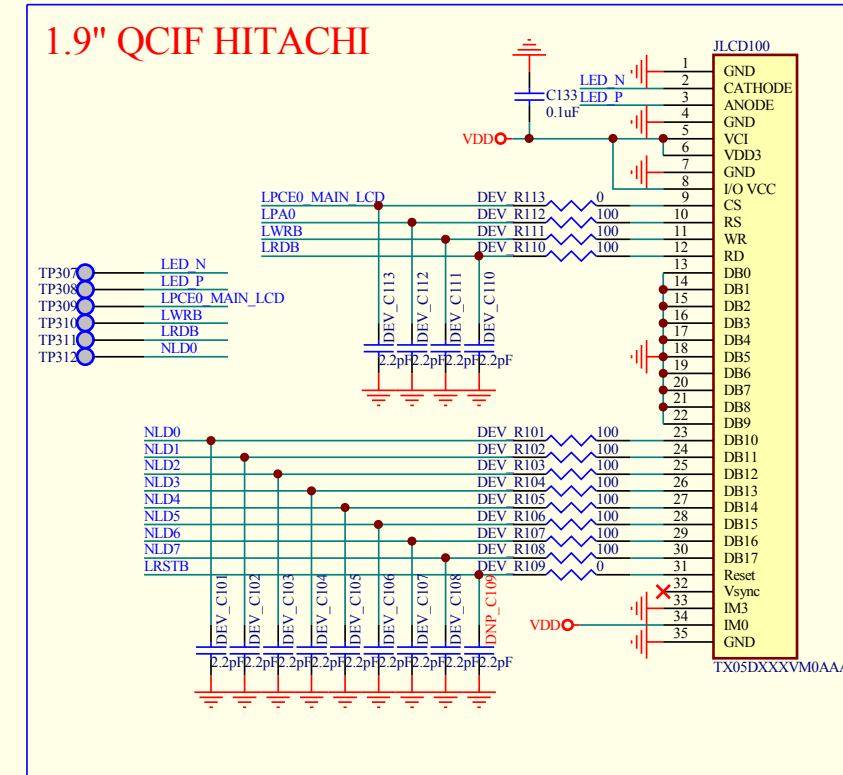 1.9" QCIF HITACHI
JLCD100
1 GND
LED_N 2 CATHODE
C133 LED_P 3 ANODE
0.1uF 4 GND
VDD 5 VCI
6 VDD3
7 GND
8 I/O VCC
LPCE0_MAIN_LCD DEV_R113 0 9 CS
LPA0 DEV_R112 100 10 RS
LWRB DEV_R111 100 11 WR
LRDB DEV_R110 100 12 RD
13 DB0
14 DB1
15 DB2
16 DB3
17 DB4
18 DB5
19 DB6
20 DB7
21 DB8
22 DB9
TP307 LED_N
TP308 LED_P
TP309 LPCE0_MAIN_LCD
TP310 LWRB
TP311 LRDB
TP312 NLD0
DEV_C113 DEV_C112 DEV_C111 DEV_C110
2.2pF 2.2pF 2.2pF 2.2pF
NLD0 DEV_R101 100 23 DB10
NLD1 DEV_R102 100 24 DB11
NLD2 DEV_R103 100 25 DB12
NLD3 DEV_R104 100 26 DB13
NLD4 DEV_R105 100 27 DB14
NLD5 DEV_R106 100 28 DB15
NLD6 DEV_R107 100 29 DB16
NLD7 DEV_R108 100 30 DB17
LRSTB DEV_R109 0 31 Reset
32 Vsync
33 IM3
VDD 34 IM0
35 GND
DEV_C101 DEV_C102 DEV_C103 DEV_C104 DEV_C105 DEV_C106 DEV_C107 DEV_C108 DNP_C109
2.2pF 2.2pF 2.2pF 2.2pF 2.2pF 2.2pF 2.2pF 2.2pF 2.2pF
TX05DXXXVM0AAA